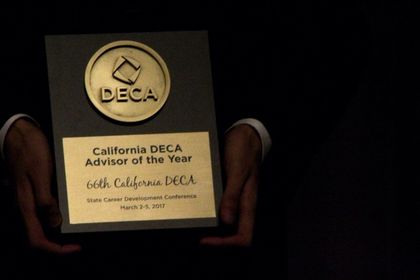 DECA
California DECA
Advisor of the Year
66th California DECA
State Career Development Conference
March 2-5, 2017